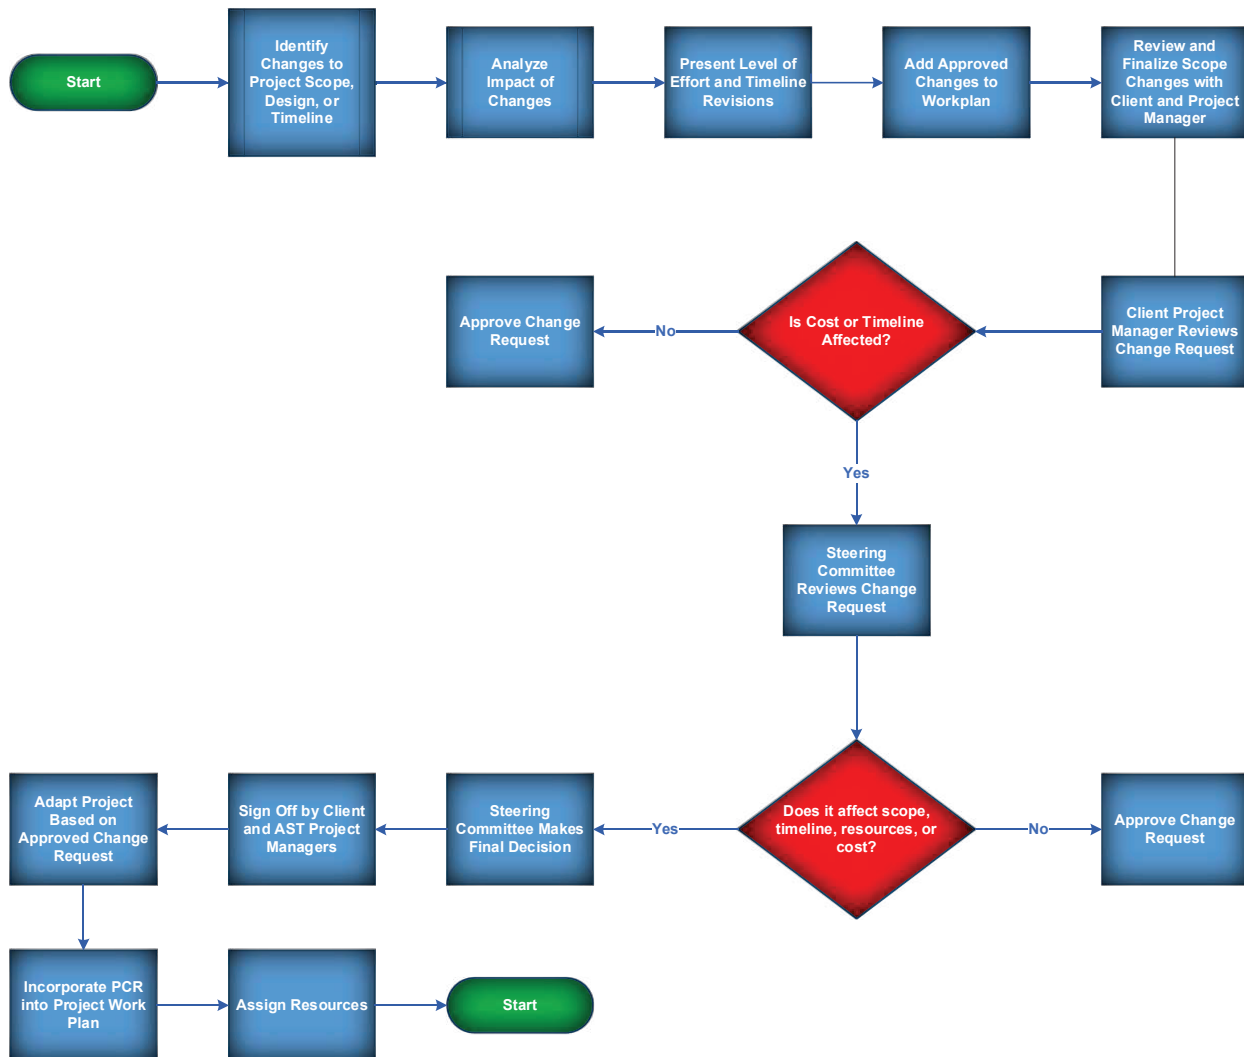 Start
Identify
Changes to
Project Scope,
Design, or
Timeline
Analyze
Impact of
Changes
Present Level of
Effort and Timeline
Revisions
Add Approved
Changes to
Workplan
Review and
Finalize Scope
Changes with
Client and Project
Manager
Client Project
Manager Reviews
Change Request
Is Cost or Timeline
Affected?
No
Approve Change
Request
Yes
Steering
Committee
Reviews Change
Request
Does it affect scope,
timeline, resources, or
cost?
No
Approve Change
Request
Yes
Steering
Committee Makes
Final Decision
Sign Off by Client
and AST Project
Managers
Adapt Project
Based on
Approved Change
Request
Incorporate PCR
into Project Work
Plan
Assign Resources
Start